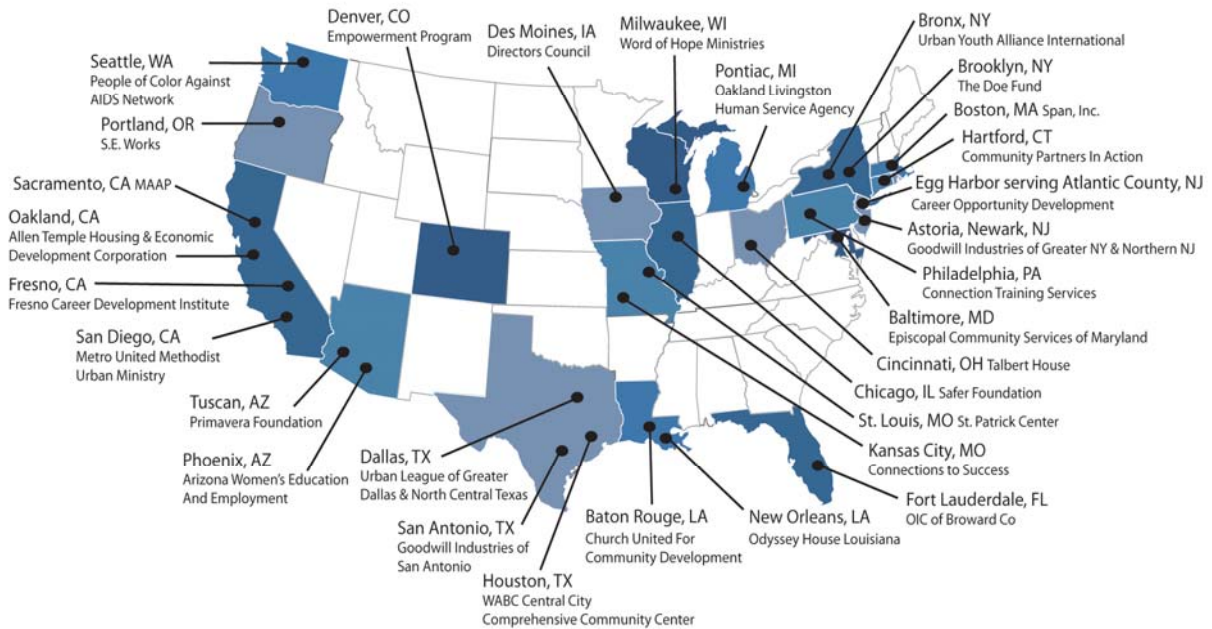 Denver, CO
Empowerment Program
Des Moines, IA
Directors Council
Milwaukee, WI
Word of Hope Ministries
Pontiac, MI
Oakland Livingston
Human Service Agency
Bronx, NY
Urban Youth Alliance International
Brooklyn, NY
The Doe Fund
Boston, MA Span, Inc.
Hartford, CT
Community Partners In Action
Egg Harbor serving Atlantic County, NJ
Career Opportunity Development
Astoria, Newark, NJ
Goodwill Industries of Greater NY & Northern NJ
Philadelphia, PA
Connection Training Services
Baltimore, MD
Episcopal Community Services of Maryland
Cincinnati, OH Talbert House
Chicago, IL Safer Foundation
St. Louis, MO St. Patrick Center
Kansas City, MO
Connections to Success
Fort Lauderdale, FL
OIC of Broward Co
New Orleans, LA
Odyssey House Louisiana
Baton Rouge, LA
Church United For
Community Development
Houston, TX
WABC Central City
Comprehensive Community Center
San Antonio, TX
Goodwill Industries of
San Antonio
Dallas, TX
Urban League of Greater
Dallas & North Central Texas
Phoenix, AZ
Arizona Women's Education
And Employment
Tuscan, AZ
Primavera Foundation
San Diego, CA
Metro United Methodist
Urban Ministry
Fresno, CA
Fresno Career Development Institute
Oakland, CA
Allen Temple Housing & Economic
Development Corporation
Sacramento, CA MAAP
Portland, OR
S.E. Works
Seattle, WA
People of Color Against
AIDS Network